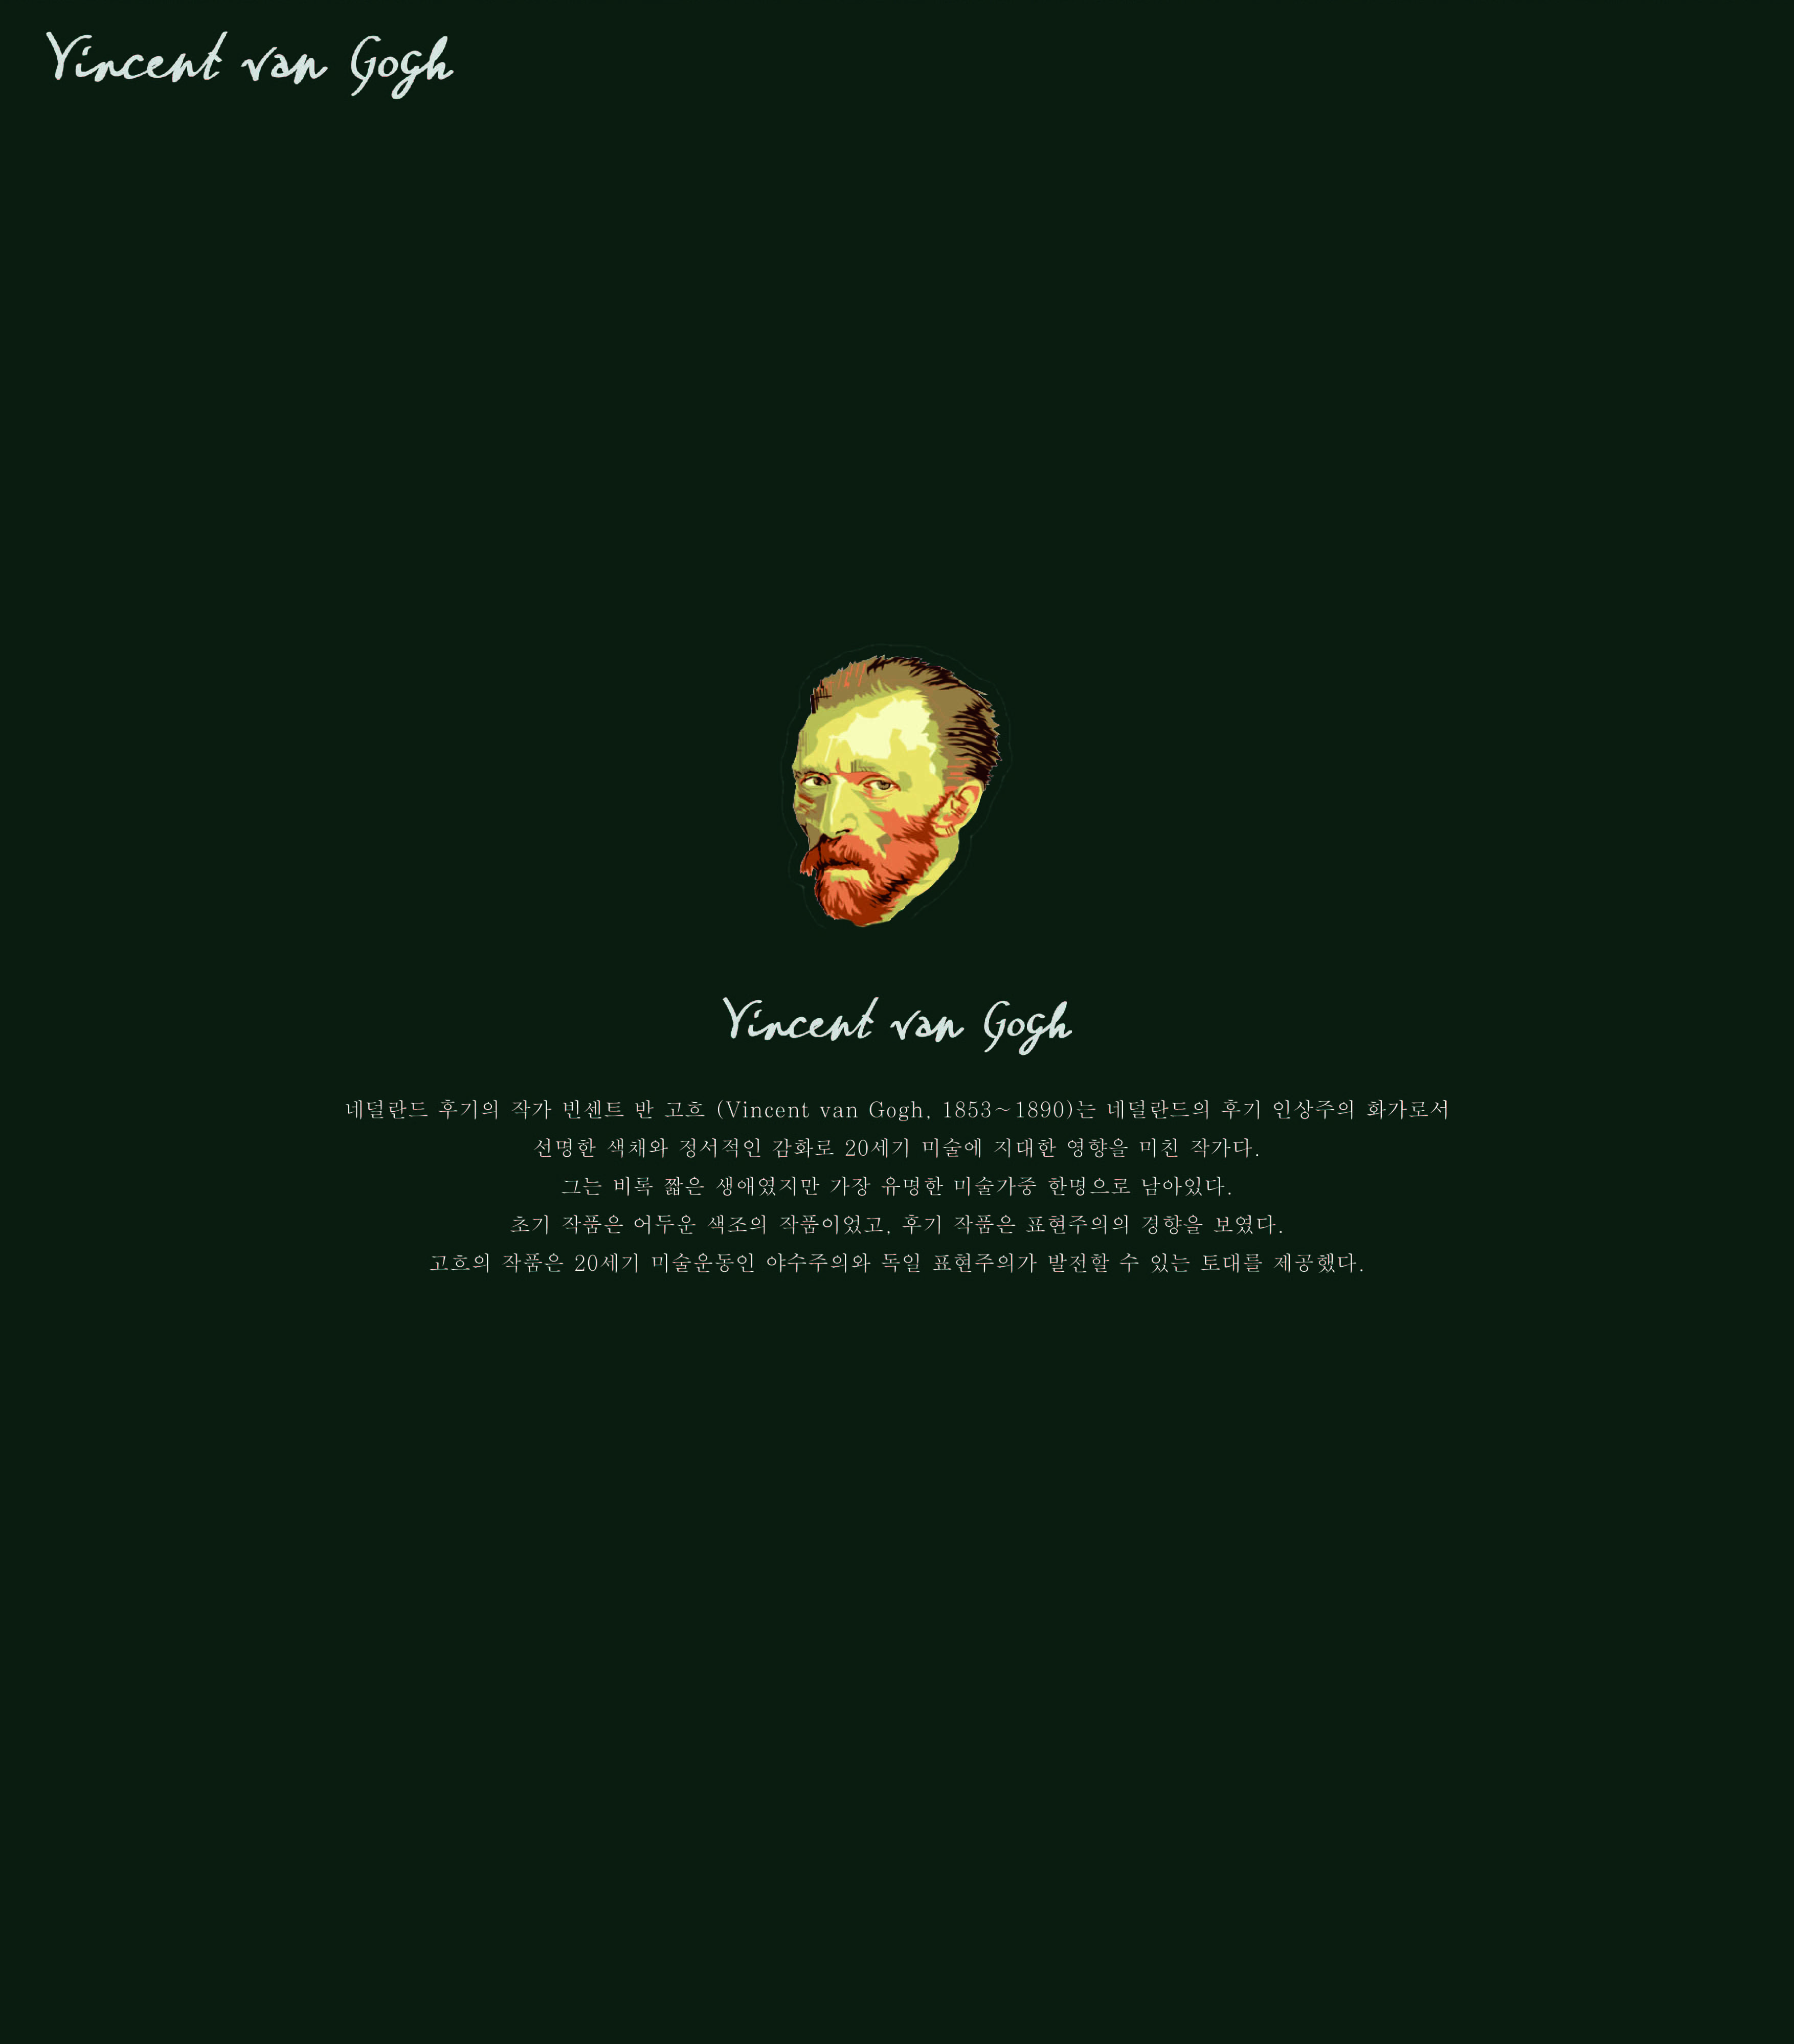 Vincent van Gogh
Vincent van Gogh
네덜란드 후기의 작가 빈센트 반 고흐 (Vincent van Gogh, 1853~1890)는 네덜란드의 후기 인상주의 화가로서
선명한 색채와 정서적인 감화로 20세기 미술에 지대한 영향을 미친 작가다.
그는 비록 짧은 생애였지만 가장 유명한 미술가중 한명으로 남아있다.
초기 작품은 어두운 색조의 작품이었고, 후기 작품은 표현주의의 경향을 보였다.
고흐의 작품은 20세기 미술운동인 야수주의와 독일 표현주의가 발전할 수 있는 토대를 제공했다.